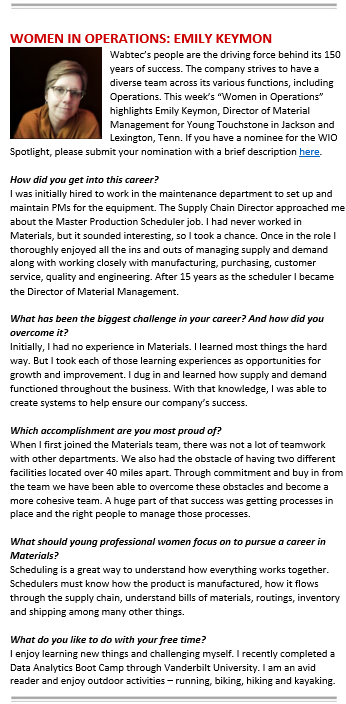 WOMEN IN OPERATIONS: EMILY KEYMON
Wabtec's people are the driving force behind its 150
years of success. The company strives to have a
diverse team across its various functions, including
Operations. This week's "Women in Operations"
highlights Emily Keymon, Director of Material
Management for Young Touchstone in Jackson and
Lexington, Tenn. If you have a nominee for the WIO
Spotlight, please submit your nomination with a brief description here.
How did you get into this career?
I was initially hired to work in the maintenance department to set up and
maintain PMs for the equipment. The Supply Chain Director approached me
about the Master Production Scheduler job. I had never worked in
Materials, but it sounded interesting, so I took a chance. Once in the role I
thoroughly enjoyed all the ins and outs of managing supply and demand
along with working closely with manufacturing, purchasing, customer
service, quality and engineering. After 15 years as the scheduler I became
the Director of Material Management.
What has been the biggest challenge in your career? And how did you
overcome it?
Initially, I had no experience in Materials. I learned most things the hard
way. But I took each of those learning experiences as opportunities for
growth and improvement. I dug in and learned how supply and demand
functioned throughout the business. With that knowledge, I was able to
create systems to help ensure our company's success.
Which accomplishment are you most proud of?
When I first joined the Materials team, there was not a lot of teamwork
with other departments. We also had the obstacle of having two different
facilities located over 40 miles apart. Through commitment and buy in from
the team we have been able to overcome these obstacles and become a
more cohesive team. A huge part of that success was getting processes in
place and the right people to manage those processes.
What should young professional women focus on to pursue a career in
Materials?
Scheduling is a great way to understand how everything works together.
Schedulers must know how the product is manufactured, how it flows
through the supply chain, understand bills of materials, routings, inventory
and shipping among many other things.
What do you like to do with your free time?
I enjoy learning new things and challenging myself. I recently completed a
Data Analytics Boot Camp through Vanderbilt University. I am an avid
reader and enjoy outdoor activities – running, biking, hiking and kayaking.